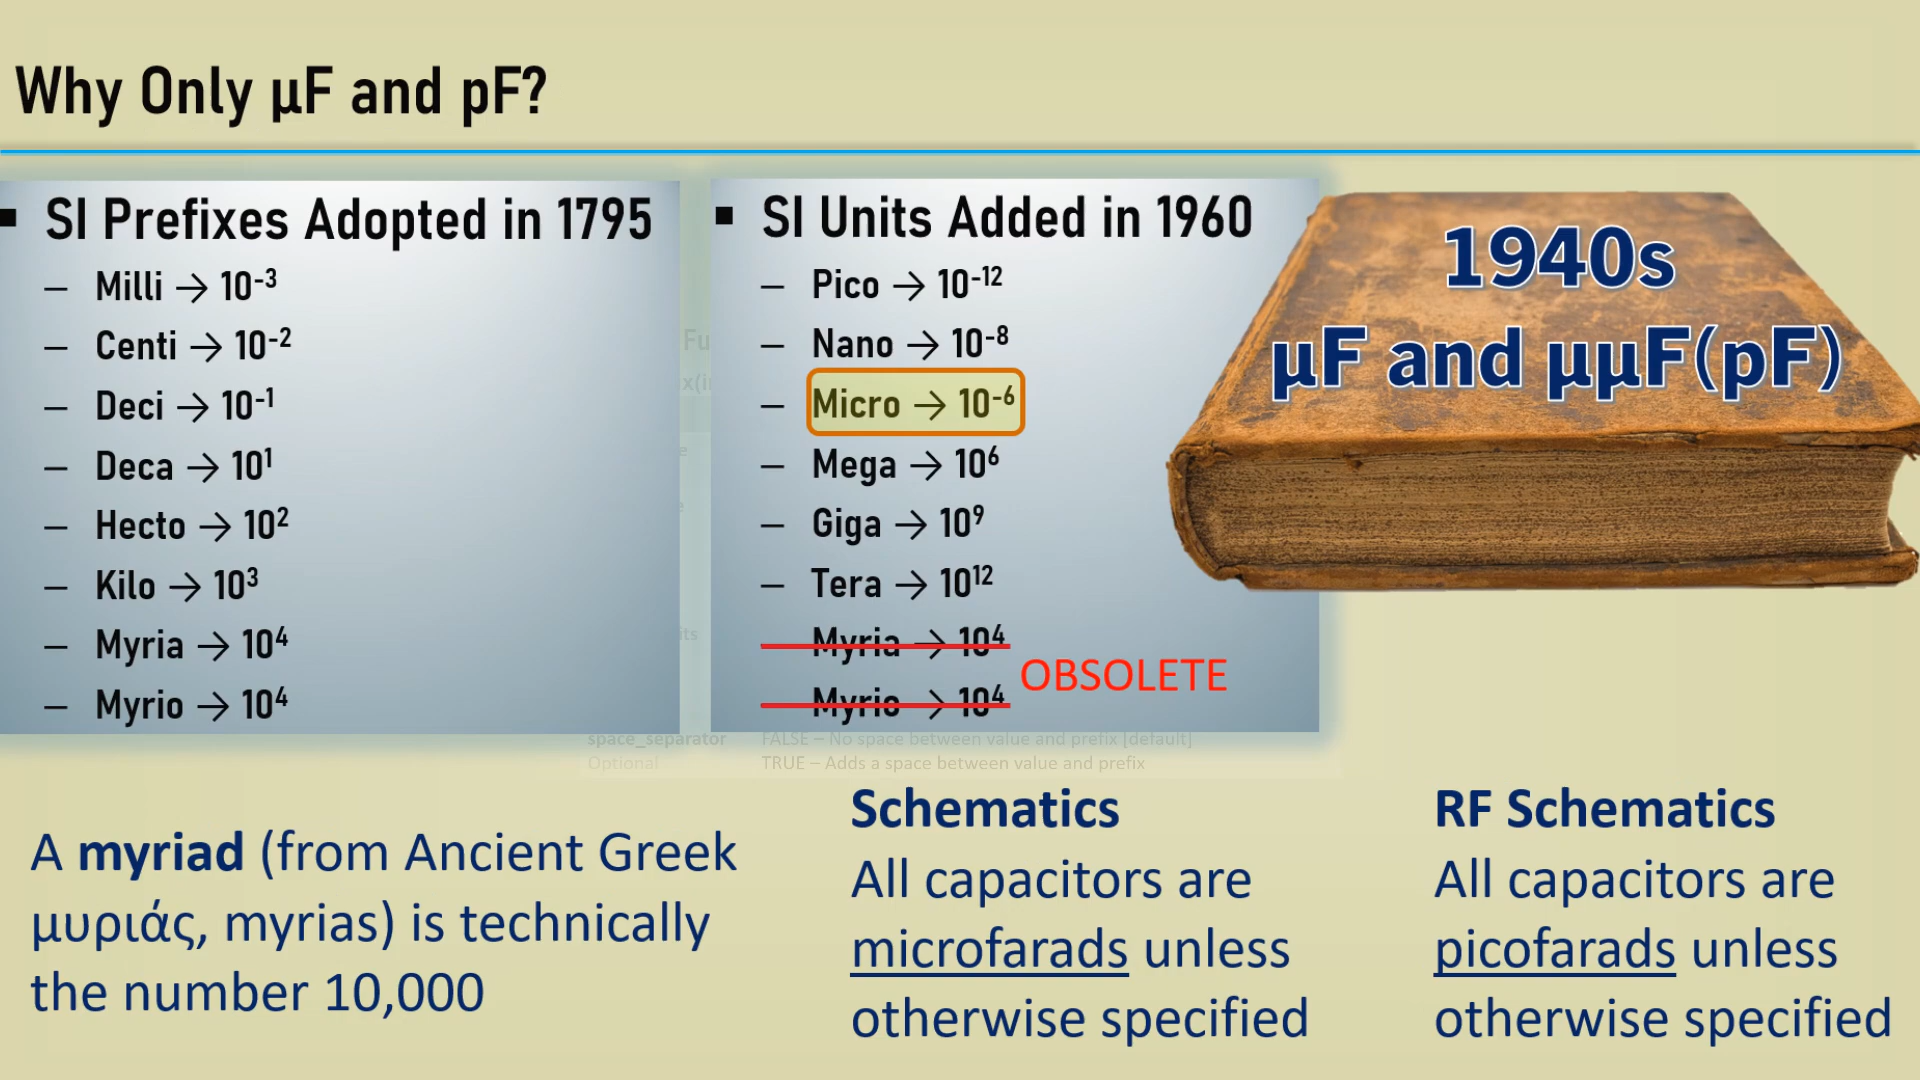 Why Only µF and pF?
▪ SI Prefixes Adopted in 1795
– Milli → 10⁻³
– Centi → 10⁻²
– Deci → 10⁻¹
– Deca → 10¹
– Hecto → 10²
– Kilo → 10³
– Myria → 10⁴
– Myrio → 10⁴
▪ SI Units Added in 1960
– Pico → 10⁻¹²
– Nano → 10⁻⁸
– Micro → 10⁻⁶
– Mega → 10⁶
– Giga → 10⁹
– Tera → 10¹²
– Myria → 10⁴
– Myrio → 10⁴
OBSOLETE
1940s
µF and µµF(pF)
space_separator FALSE – No space between value and prefix [default]
Optional TRUE – Adds a space between value and prefix
A myriad (from Ancient Greek
μυριάς, myrias) is technically
the number 10,000
Schematics
All capacitors are
microfarads unless
otherwise specified
RF Schematics
All capacitors are
picofarads unless
otherwise specified